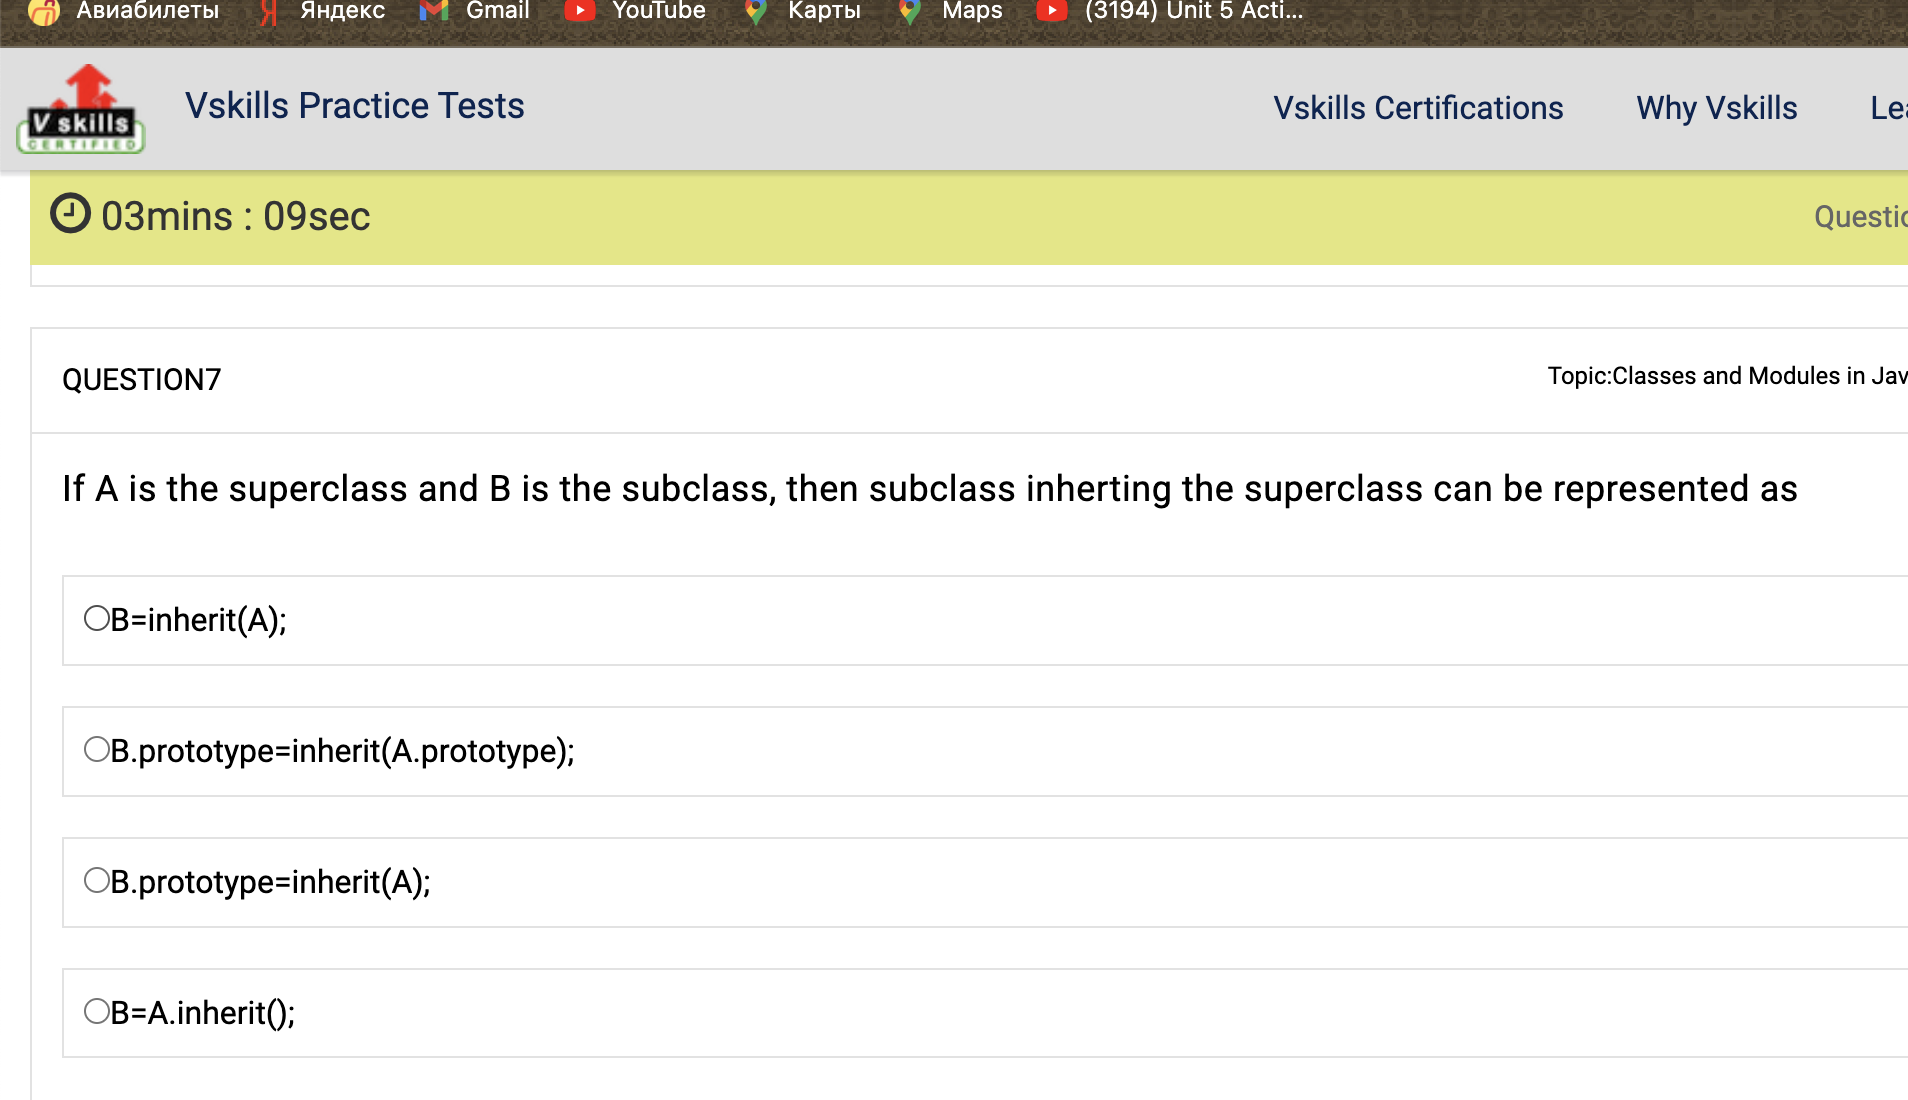 Авиабилеты Яндекс Gmail YouTube Карты Maps (3194) Unit 5 Acti...
V skills
CERTIFIED
Vskills Practice Tests Vskills Certifications Why Vskills Lea
03mins : 09sec Questio
QUESTION7 Topic:Classes and Modules in Jav
If A is the superclass and B is the subclass, then subclass inherting the superclass can be represented as
B=inherit(A);
B.prototype=inherit(A.prototype);
B.prototype=inherit(A);
B=A.inherit();